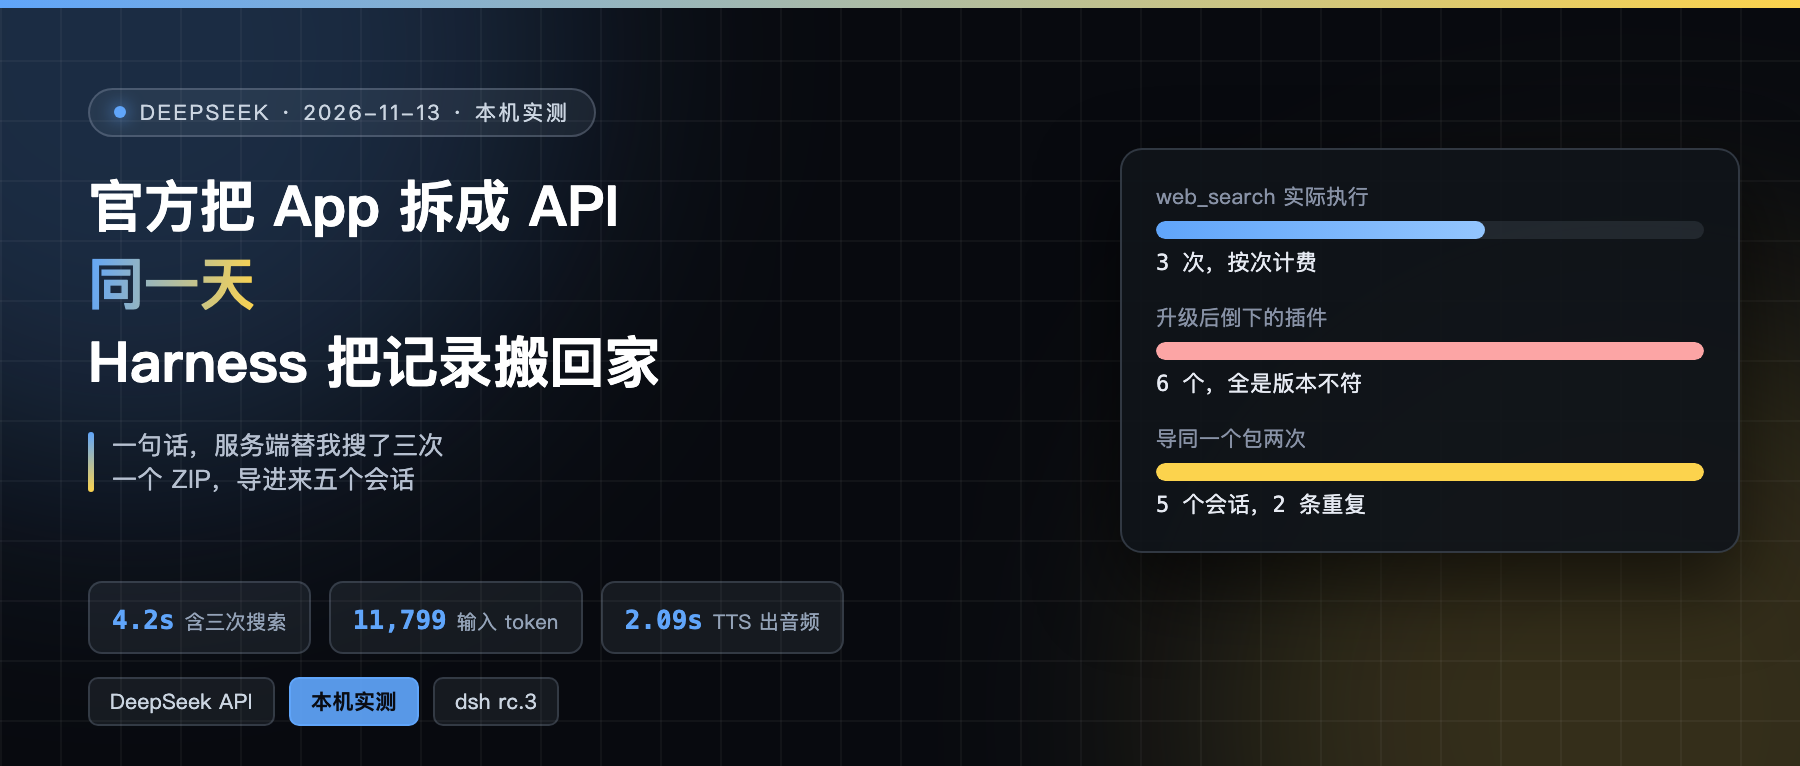 DEEPSEEK · 2026-11-13 · 本机实测
官方把 App 拆成 API
同一天
Harness 把记录搬回家
一句话，服务端替我搜了三次
一个 ZIP，导进来五个会话
4.2s 含三次搜索
11,799 输入 token
2.09s TTS 出音频
DeepSeek API
本机实测
dsh rc.3
web_search 实际执行
3 次，按次计费
升级后倒下的插件
6 个，全是版本不符
导同一个包两次
5 个会话，2 条重复